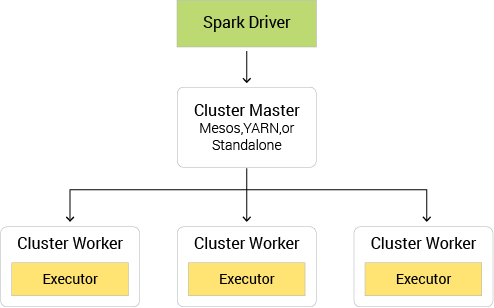 Spark Driver
Cluster Master
Mesos,YARN,or
Standalone
Cluster Worker
Executor
Cluster Worker
Executor
Cluster Worker
Executor